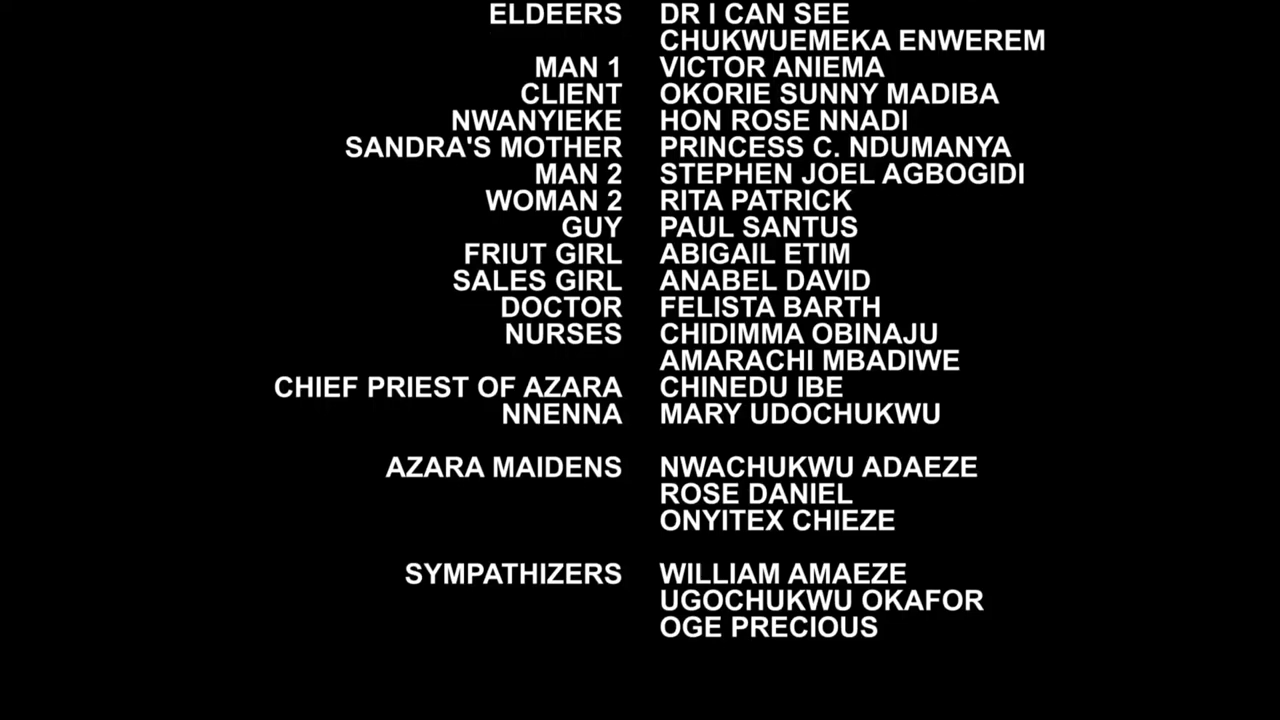 ELDEERS DR I CAN SEE
CHUKWUEMEKA ENWEREM
MAN 1 VICTOR ANIEMA
CLIENT OKORIE SUNNY MADIBA
NWANYIEKE HON ROSE NNADI
SANDRA'S MOTHER PRINCESS C. NDUMANYA
MAN 2 STEPHEN JOEL AGBOGIDI
WOMAN 2 RITA PATRICK
GUY PAUL SANTUS
FRIUT GIRL ABIGAIL ETIM
SALES GIRL ANABEL DAVID
DOCTOR FELISTA BARTH
NURSES CHIDIMMA OBINAJU
AMARACHI MBADIWE
CHIEF PRIEST OF AZARA CHINEDU IBE
NNENNA MARY UDOCHUKWU
AZARA MAIDENS NWACHUKWU ADAEZE
ROSE DANIEL
ONYITEX CHIEZE
SYMPATHIZERS WILLIAM AMAEZE
UGOCHUKWU OKAFOR
OGE PRECIOUS